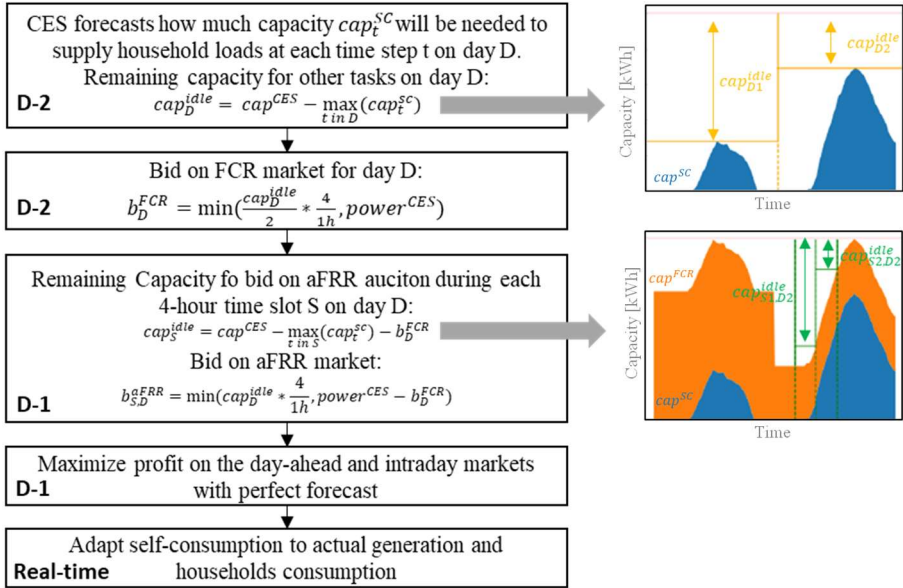 CES forecasts how much capacity cap_t^SC will be needed to
supply household loads at each time step t on day D.
Remaining capacity for other tasks on day D:
D-2
cap_D^idle = cap^CES − max_{t in D}(cap_t^sc)
Bid on FCR market for day D:
D-2
b_D^FCR = min(cap_D^idle/2 * 4/1h, power^CES)
Remaining Capacity fo bid on aFRR auciton during each
4-hour time slot S on day D:
cap_S^idle = cap^CES − max_{t in S}(cap_t^sc) − b_D^FCR
Bid on aFRR market:
D-1
b_{S,D}^aFRR = min(cap_D^idle * 4/1h, power^CES − b_D^FCR)
Maximize profit on the day-ahead and intraday markets
D-1
with perfect forecast
Adapt self-consumption to actual generation and
Real-time
households consumption
Capacity [kWh]
cap_D1^idle
cap_D2^idle
cap^SC
Time
Capacity [kWh]
cap^FCR
cap_{S1,D2}^idle
cap_{S2,D2}^idle
cap^SC
Time